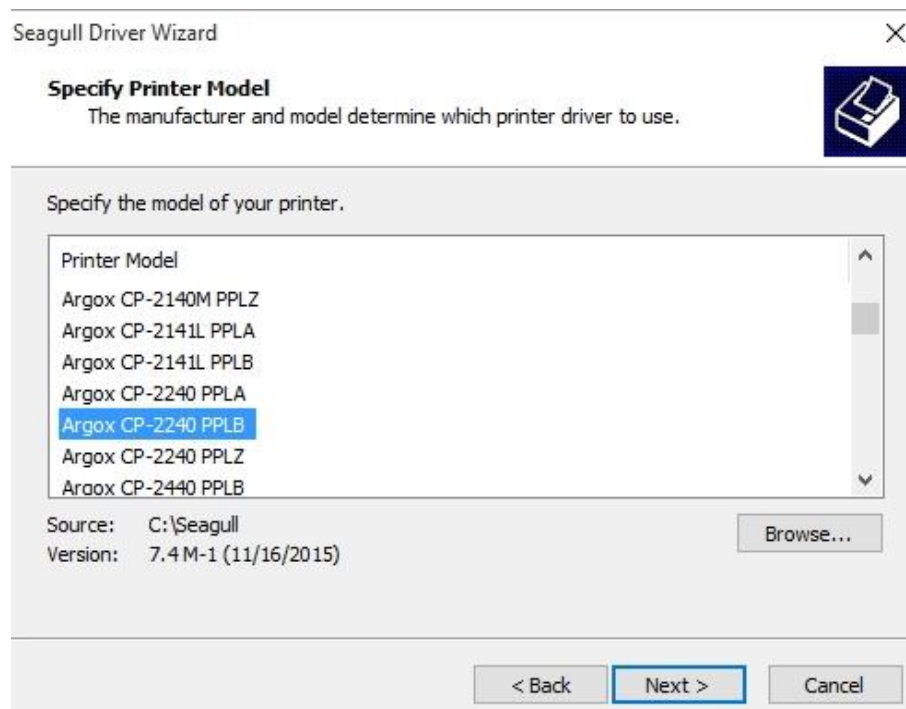 Seagull Driver Wizard
Specify Printer Model
The manufacturer and model determine which printer driver to use.
Specify the model of your printer.
Printer Model
Argox CP-2140M PPLZ
Argox CP-2141L PPLA
Argox CP-2141L PPLB
Argox CP-2240 PPLA
Argox CP-2240 PPLB
Argox CP-2240 PPLZ
Argox CP-2440 PPLB
Source: C:\Seagull
Browse...
Version: 7.4 M-1 (11/16/2015)
< Back Next > Cancel